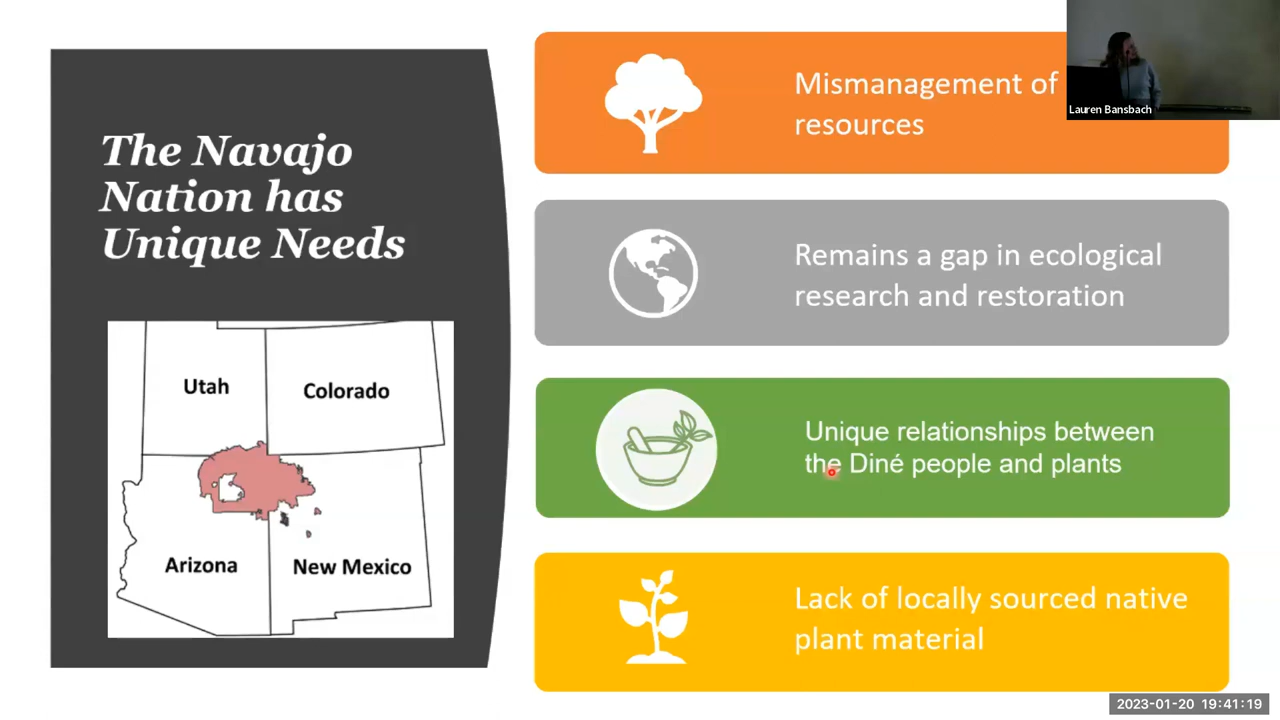 The Navajo
Nation has
Unique Needs
Utah
Colorado
Arizona
New Mexico
Mismanagement of
resources
Remains a gap in ecological
research and restoration
Unique relationships between
the Diné people and plants
Lack of locally sourced native
plant material
Lauren Bansbach
2023-01-20 19:41:19